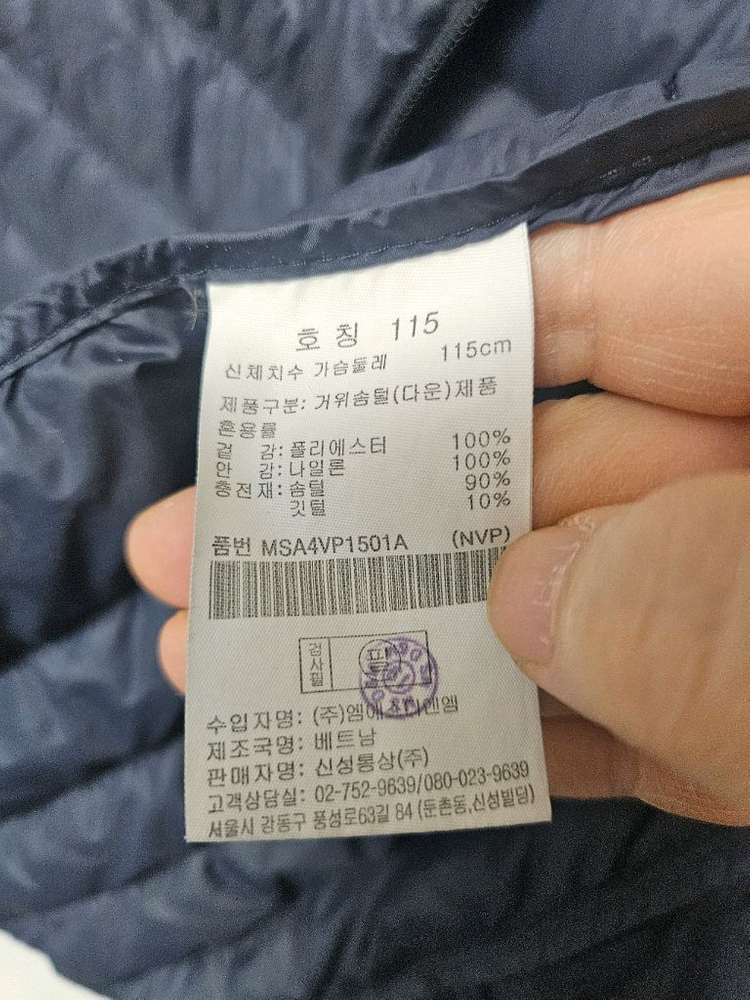 호칭 115
신체치수 가슴둘레 115cm
제품구분: 거위솜털(다운)제품
혼용률
겉 감: 폴리에스터 100%
안 감: 나일론 100%
충전재: 솜털 90%
깃털 10%
품번 MSA4VP1501A (NVP)
검사필
수입자명: (주)엠에스티엔엠
제조국명: 베트남
판매자명: 신성통상(주)
고객상담실: 02-752-9639/080-023-9639
서울시 강동구 풍성로63길 84 (둔촌동,신성빌딩)